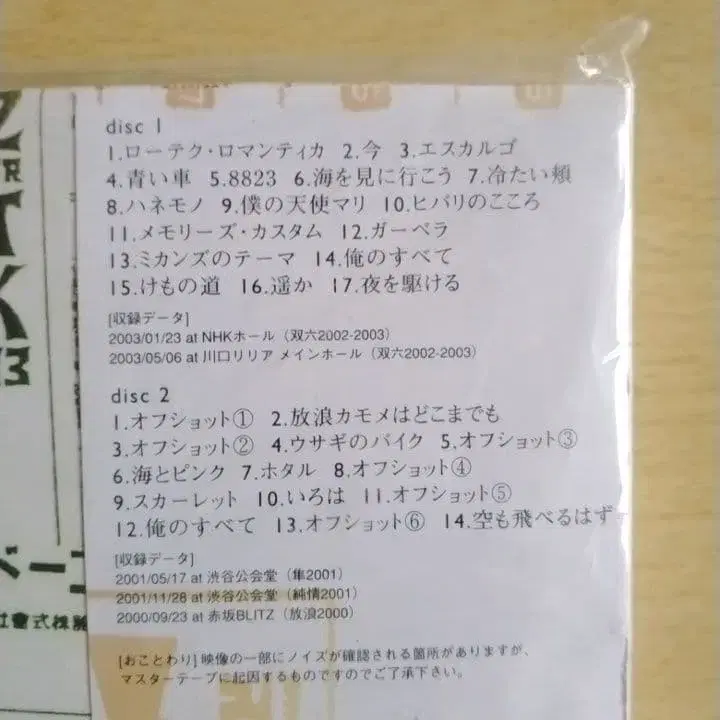 disc 1
1.ローテク・ロマンティカ 2.今 3.エスカルゴ
4.青い車 5.8823 6.海を見に行こう 7.冷たい頬
8.ハネモノ 9.僕の天使マリ 10.ヒバリのこころ
11.メモリーズ・カスタム 12.ガーベラ
13.ミカンズのテーマ 14.俺のすべて
15.けもの道 16.遥か 17.夜を駆ける
[収録データ]
2003/01/23 at NHKホール（双六2002-2003）
2003/05/06 at 川口リリア メインホール（双六2002-2003）
disc 2
1.オフショット① 2.放浪カモメはどこまでも
3.オフショット② 4.ウサギのバイク 5,オフショット③
6.海とピンク 7.ホタル 8,オフショット④
9.スカーレット 10.いろは 11.オフショット⑤
12.俺のすべて 13.オフショット⑥ 14.空も飛べるはず
[収録データ]
2001/05/17 at 渋谷公会堂（隼2001）
2001/11/28 at 渋谷公会堂（純情2001）
2000/09/23 at 赤坂BLITZ（放浪2000）
[おことわり]映像の一部にノイズが確認される箇所がありますが、
マスターテープに起因するものですのでご了承下さい。